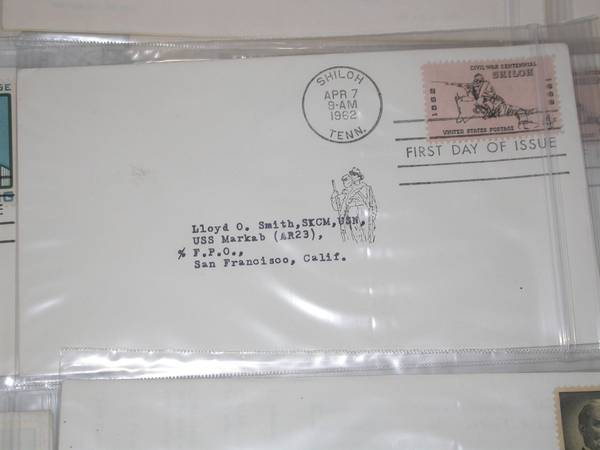 SHILOH
APR 7
9-AM
1962
TENN.
CIVIL WAR CENTENNIAL
SHILOH
1862
1962
UNITED STATES POSTAGE
FIRST DAY OF ISSUE
Lloyd O. Smith,SKCM,USN,
USS Markab (AR23),
% F.P.O.,
San Francisco, Calif.